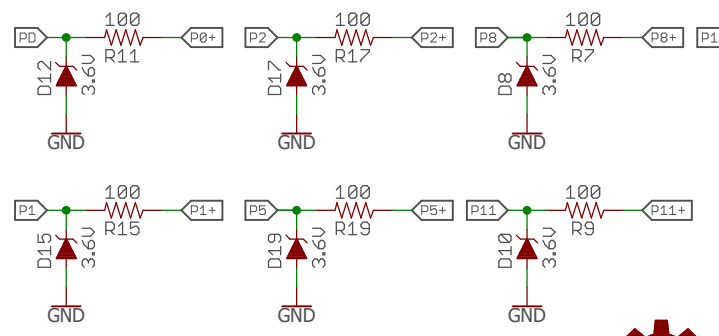 100 100 100
PD P0+ P2 P2+ P8 P8+ P1
R11 R17 R7
D12 3.6V D17 3.6V D8 3.6V
GND GND GND
100 100 100
P1 P1+ P5 P5+ P11 P11+
R15 R19 R9
D15 3.6V D19 3.6V D10 3.6V
GND GND GND